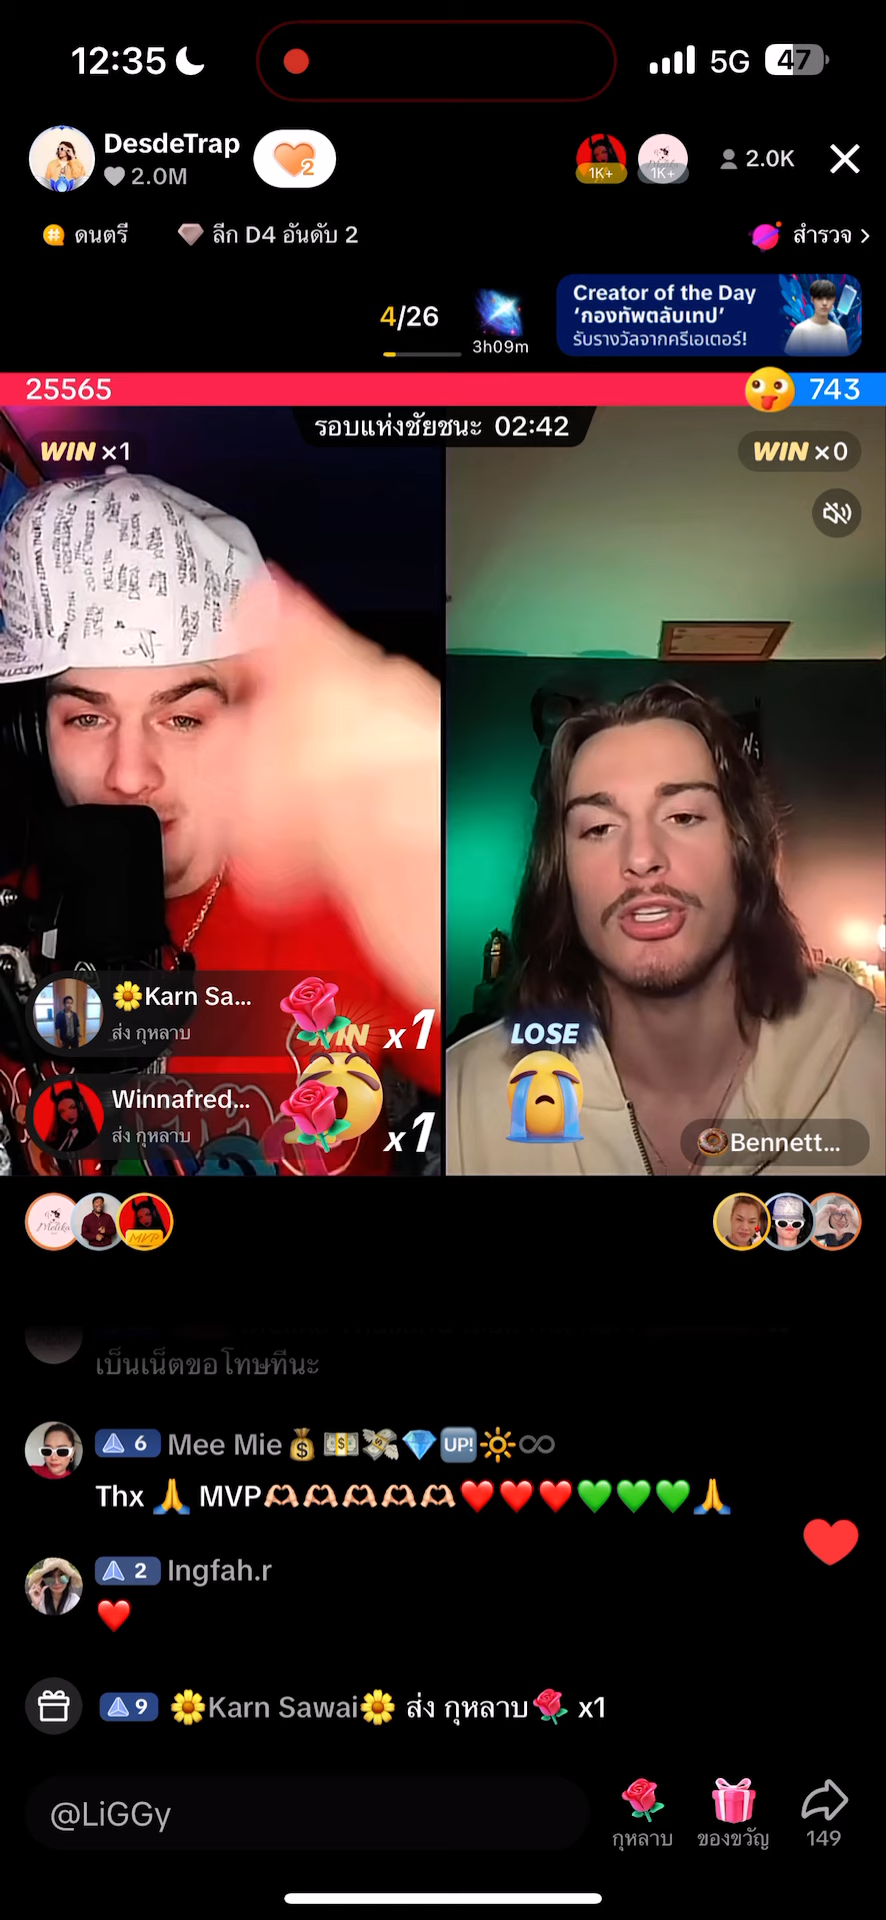 12:35
5G
47
DesdeTrap
2
2.0M
1K+
1K+
2.0K
ดนตรี
ลีก D4 อันดับ 2
สำรวจ
4/26
3h09m
Creator of the Day
‘กองทัพตลับเทป’
รับรางวัลจากครีเอเตอร์!
25565
743
รอบแห่งชัยชนะ 02:42
WIN x1
WIN x0
Karn Sa...
ส่ง กุหลาบ
x1
WIN
Winnafred...
ส่ง กุหลาบ
x1
LOSE
Bennett...
Melika
MVP
เบ็นเน็ตขอโทษทีนะ
6 Mee Mie💰💵💸💎🆙🔆♾
Thx 🙏 MVP🫶🏻🫶🏻🫶🏻🫶🏻🫶🏻❤️❤️❤️💚💚💚🙏
2 Ingfah.r
❤️
9 🌼Karn Sawai🌼 ส่ง กุหลาบ🌹 x1
@LiGGy
กุหลาบ
ของขวัญ
149